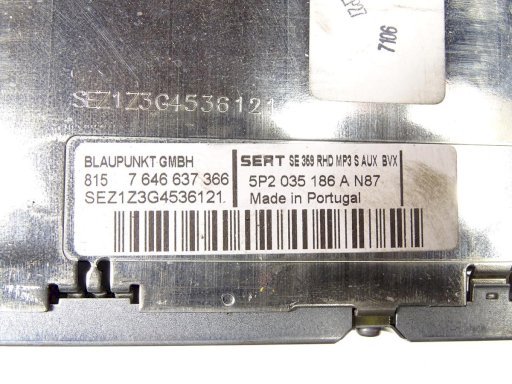 7106
SEZ1Z3G4536121
BLAUPUNKT GMBH
815 7 646 637 366
SEZ1Z3G4536121
SERT SE 359 RHD MP3 S AUX BVX
5P2 035 186 A N87
Made in Portugal